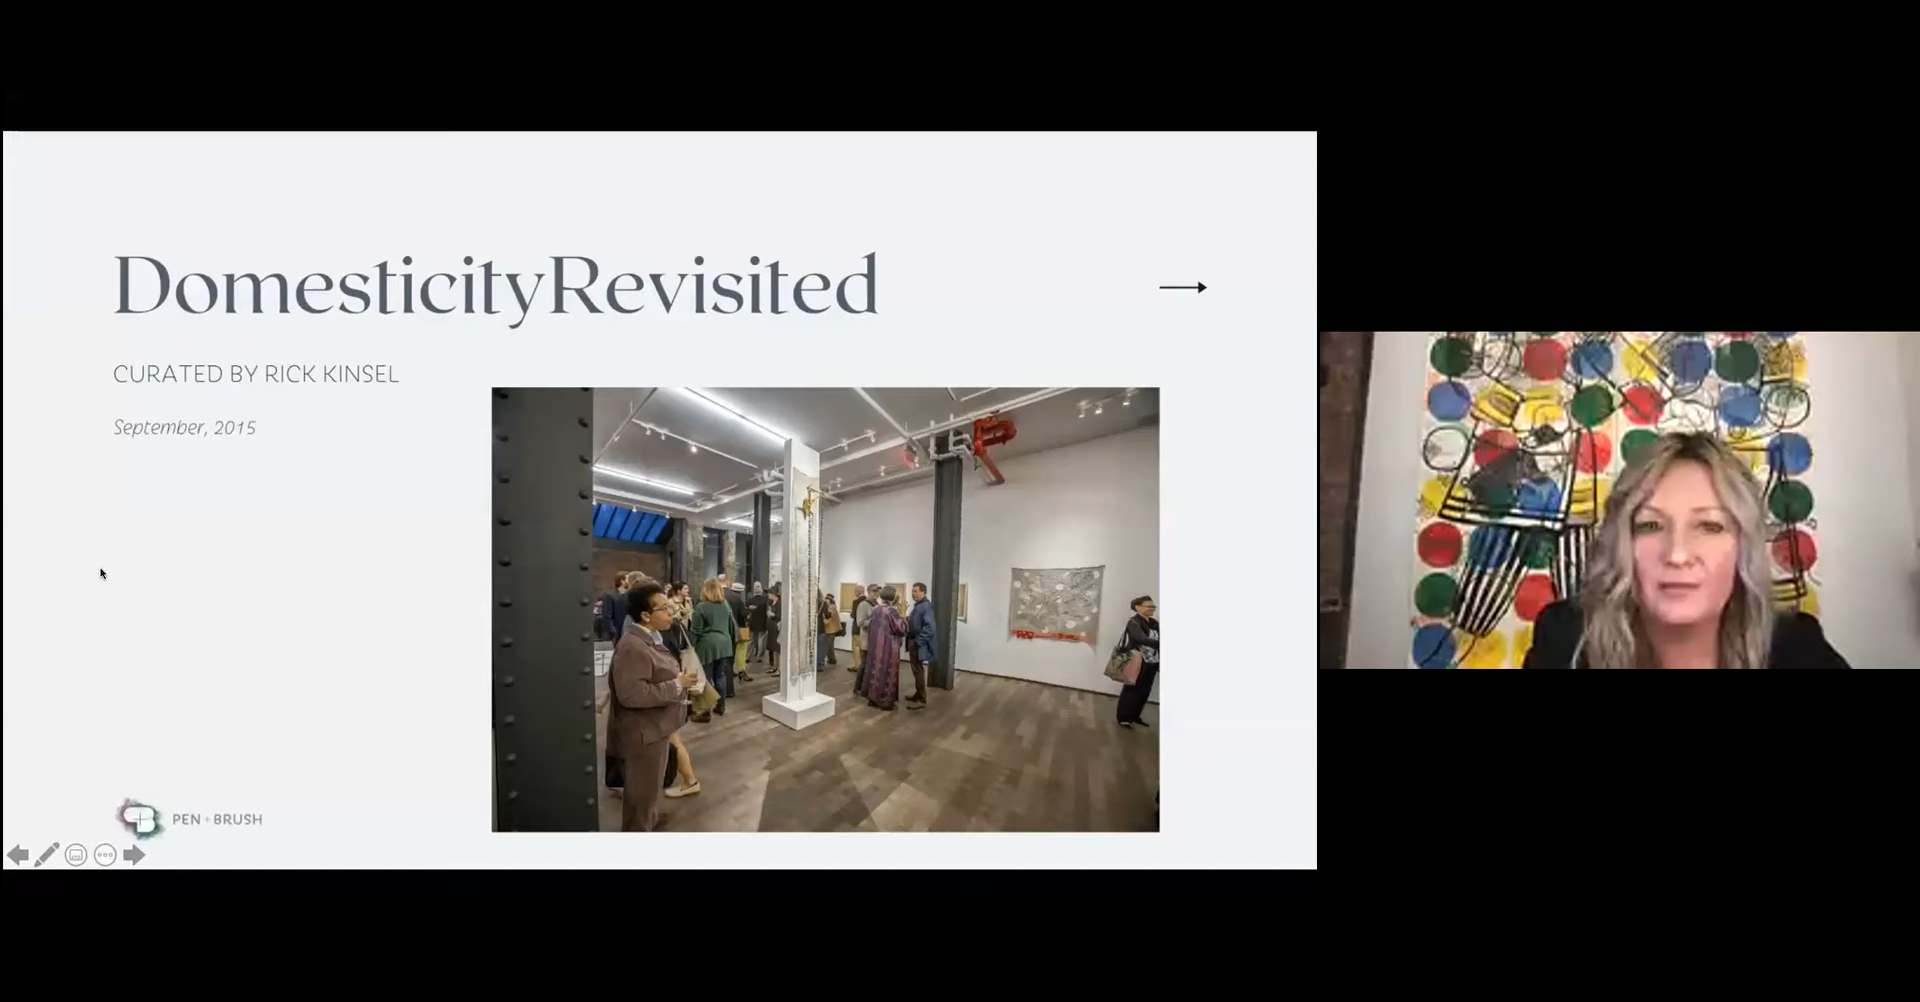 DomesticityRevisited
CURATED BY RICK KINSEL
September, 2015
PEN + BRUSH